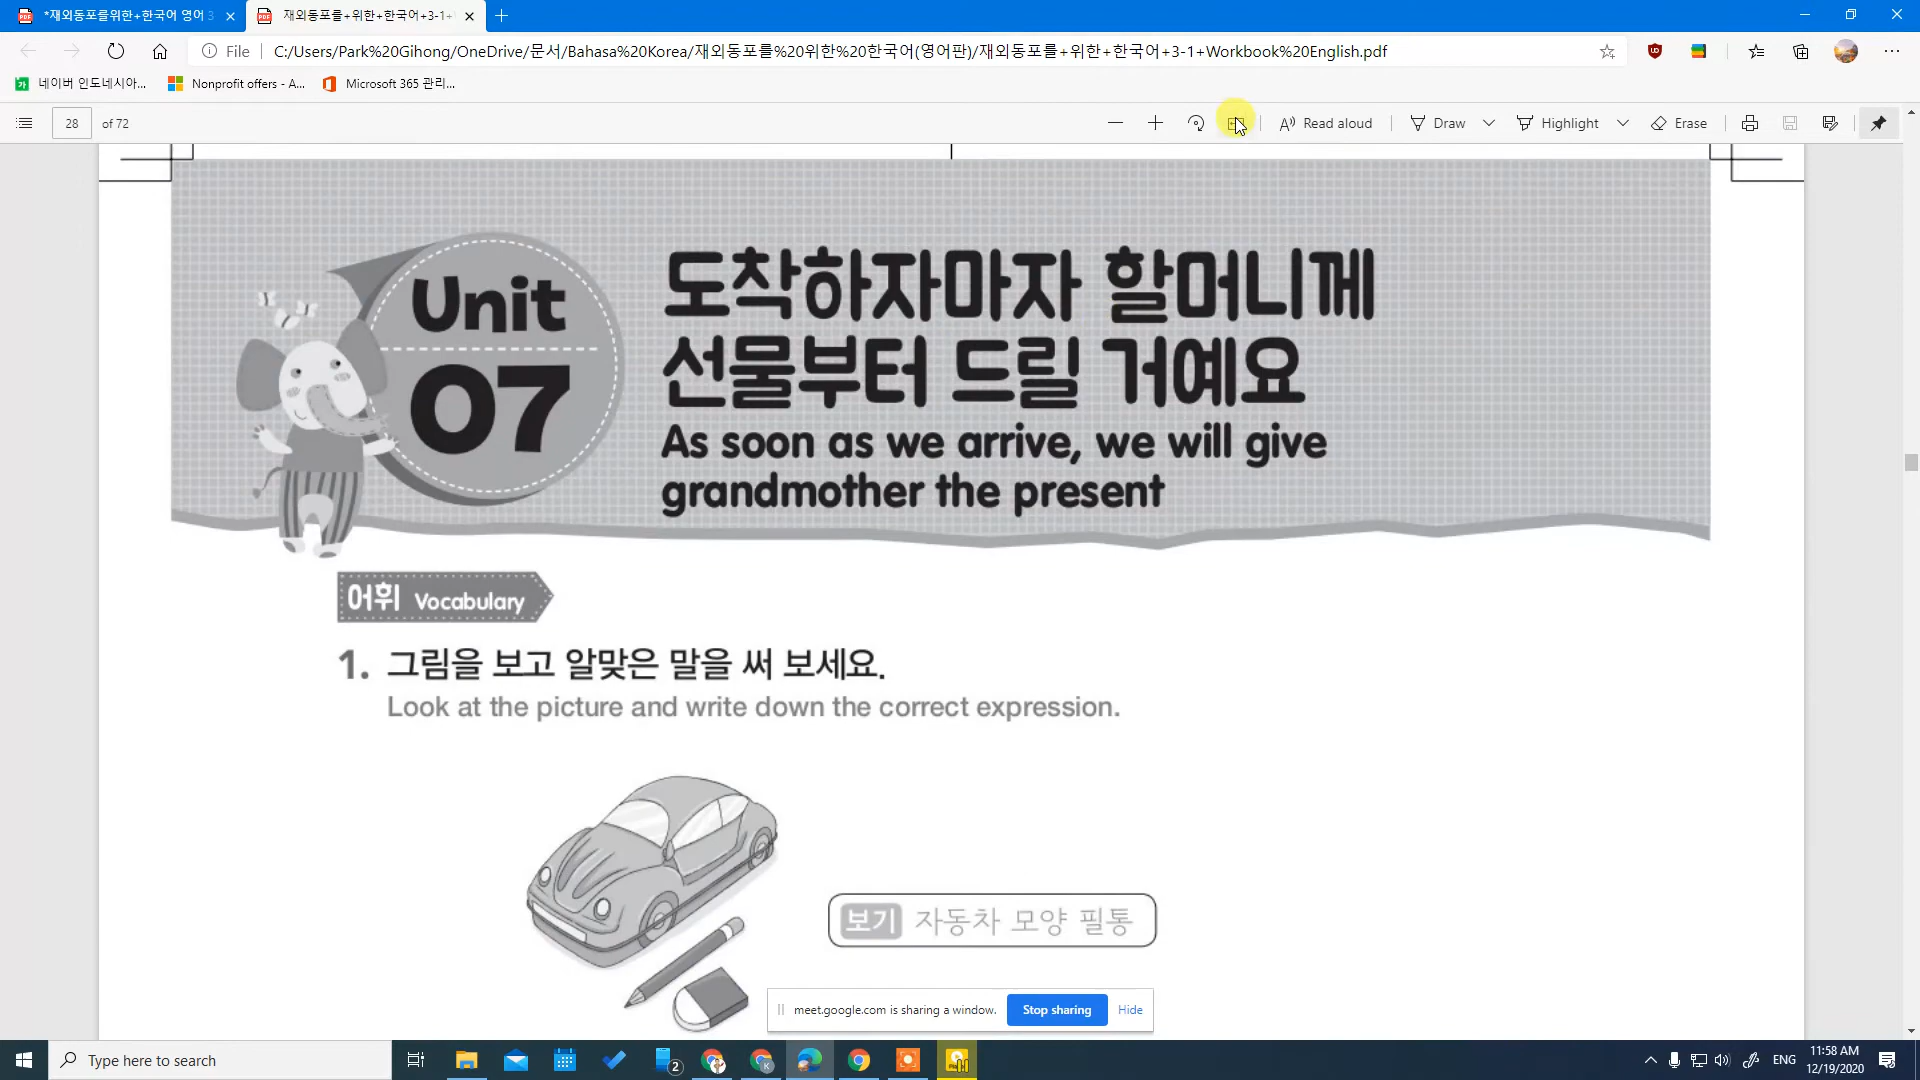 *재외동포를위한+한국어 영어 3
재외동포를+위한+한국어+3-1+
File
C:/Users/Park%20Gihong/OneDrive/문서/Bahasa%20Korea/재외동포를%20위한%20한국어(영어판)/재외동포를+위한+한국어+3-1+Workbook%20English.pdf
네이버 인도네시아...
Nonprofit offers - A...
Microsoft 365 관리...
28 of 72
Read aloud
Draw
Highlight
Erase
Unit
07
도착하자마자 할머니께
선물부터 드릴 거예요
As soon as we arrive, we will give
grandmother the present
어휘 Vocabulary
1. 그림을 보고 알맞은 말을 써 보세요.
Look at the picture and write down the correct expression.
보기 자동차 모양 필통
meet.google.com is sharing a window.
Stop sharing
Hide
Type here to search
2
K
ENG
11:58 AM
12/19/2020